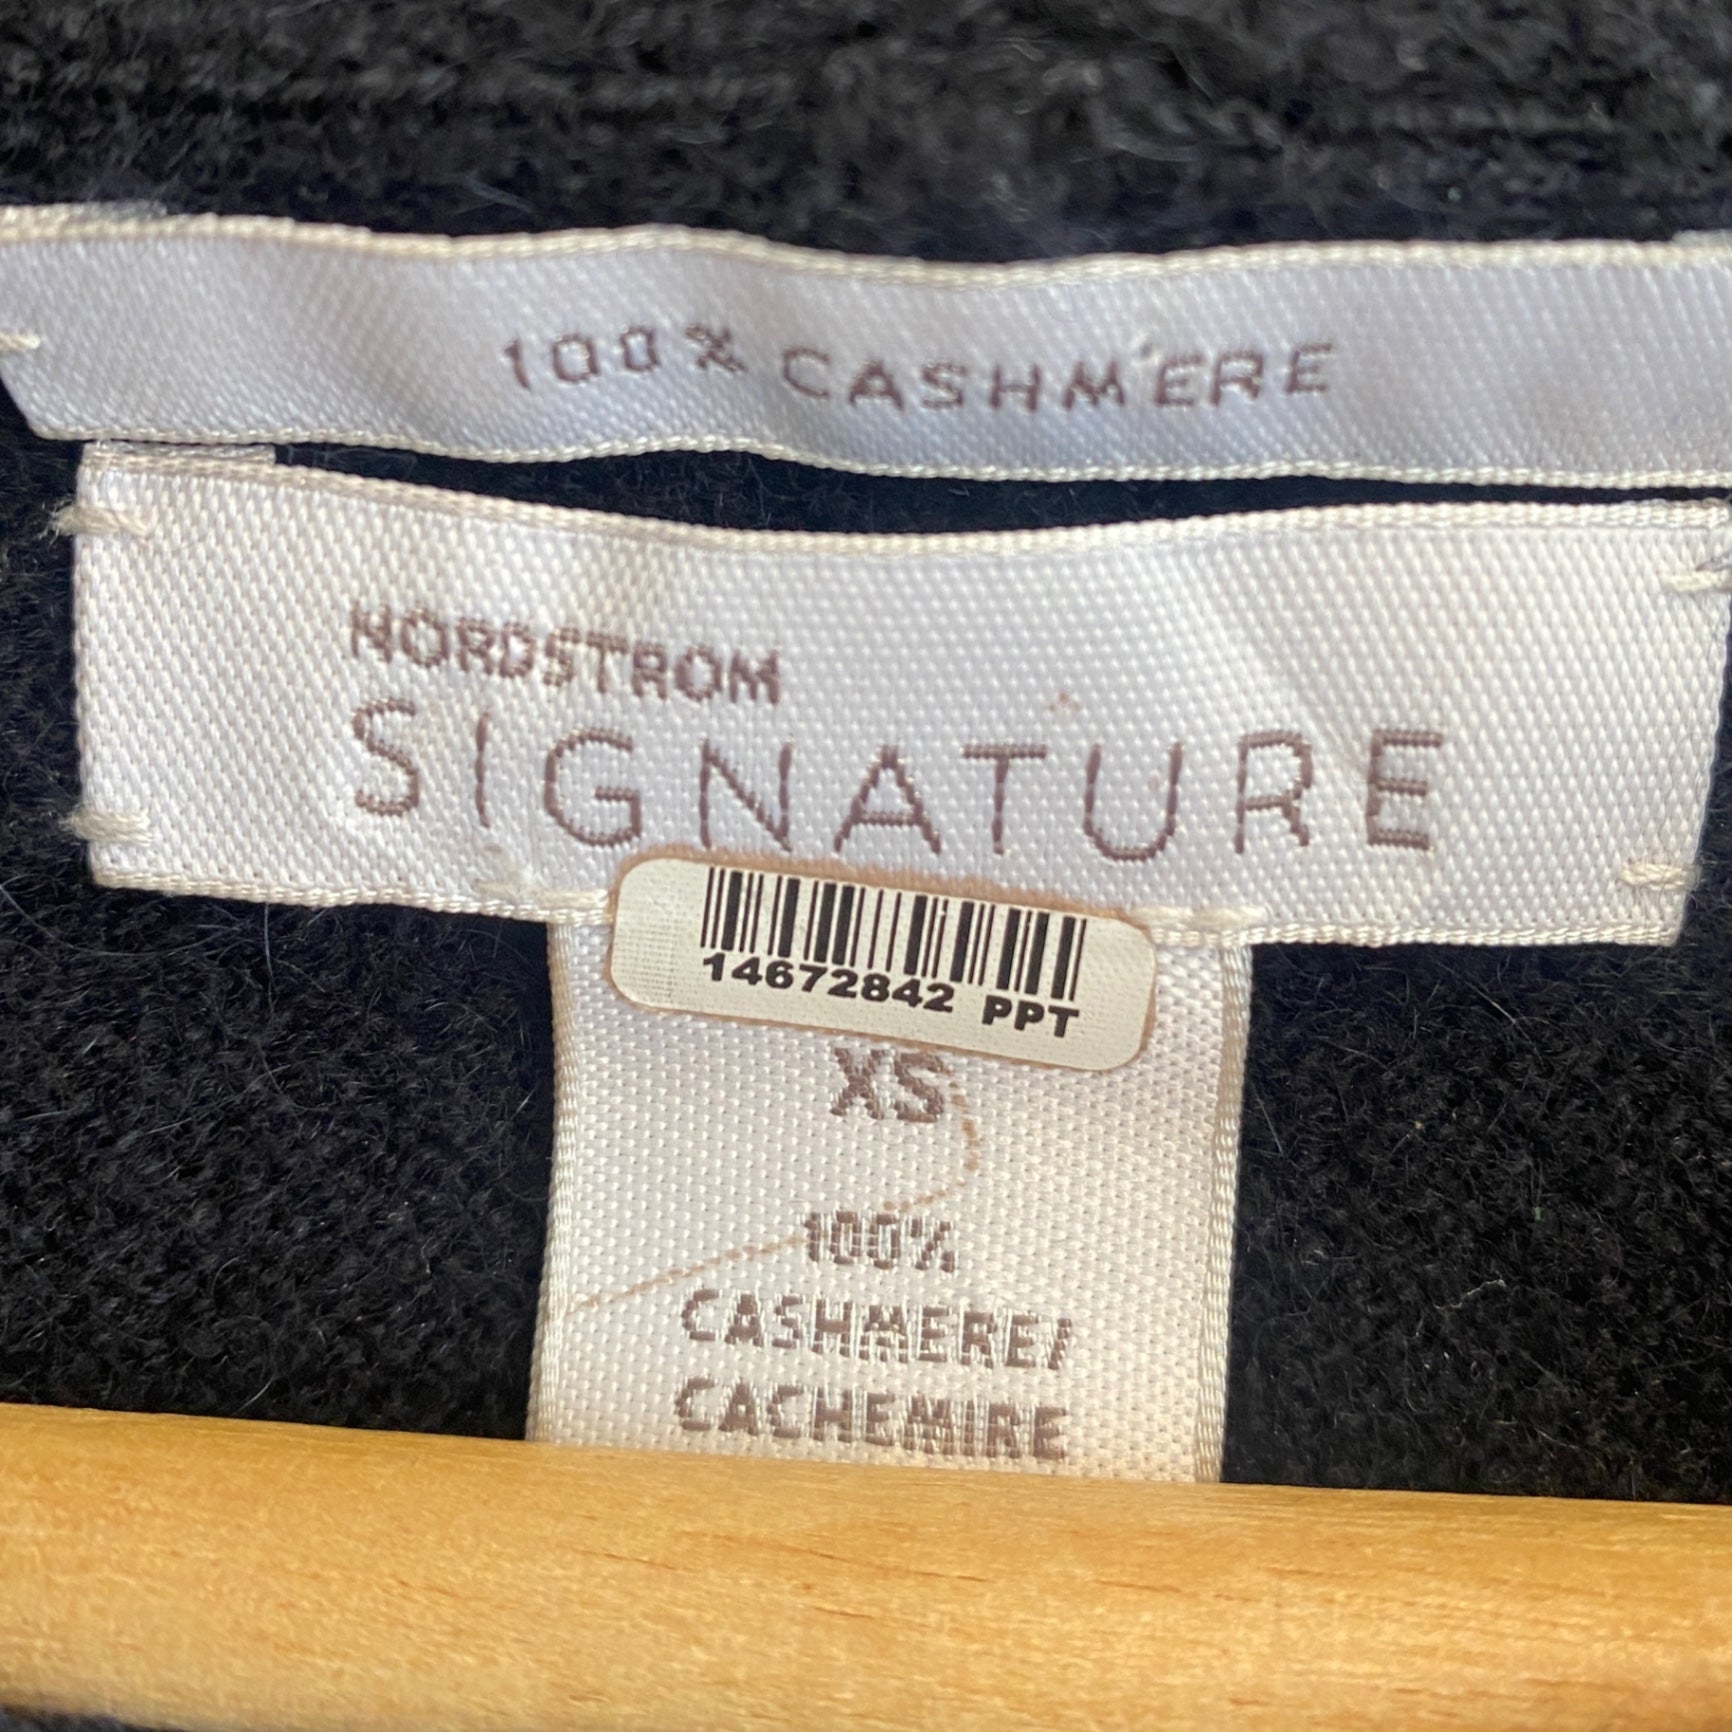 100% CASHMERE
NORDSTROM
SIGNATURE
14672842 PPT
XS
100%
CASHMERE/
CACHEMIRE